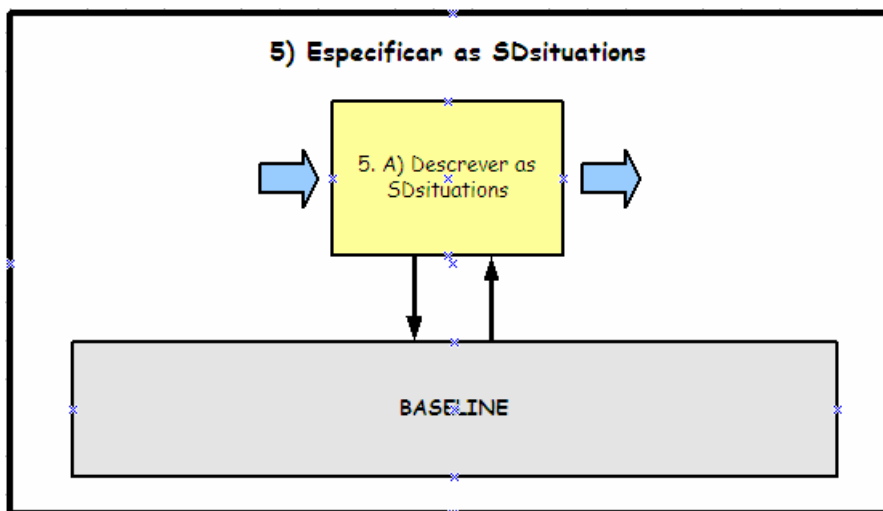 5) Especificar as SDsituations
5. A) Descrever as
SDsituations
BASELINE